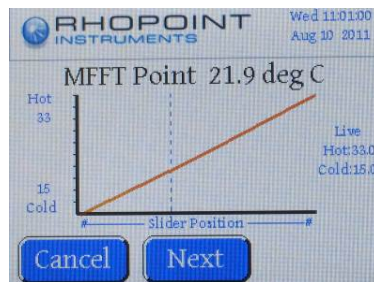 RHOPOINT
INSTRUMENTS
Wed 11:01:00
Aug 10 2011
MFFT Point 21.9 deg C
Hot
33
15
Cold
Live
Hot:33.0
Cold:15.0
# Slider Position #
Cancel
Next